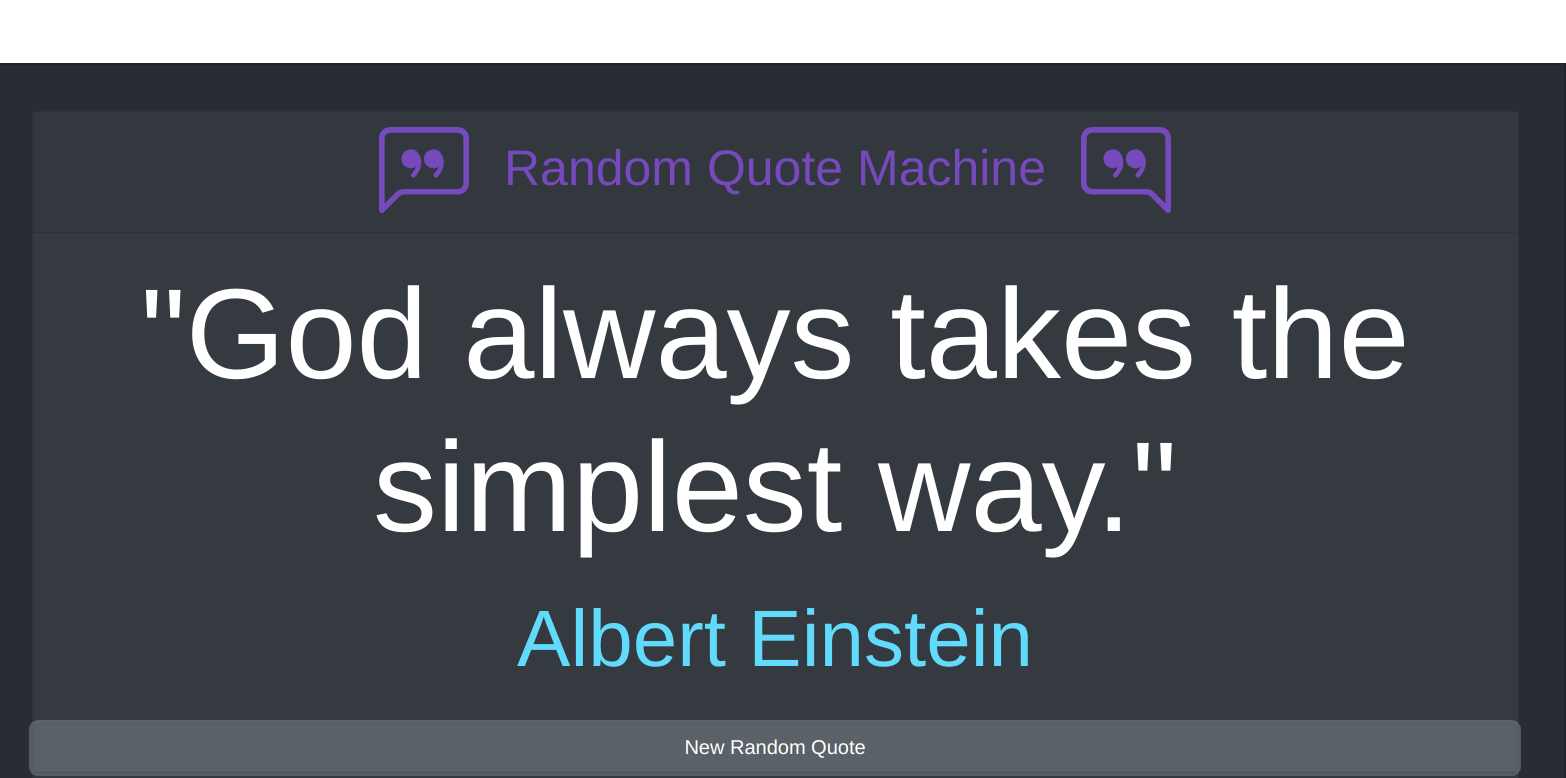 Random Quote Machine
"God always takes the
simplest way."
Albert Einstein
New Random Quote